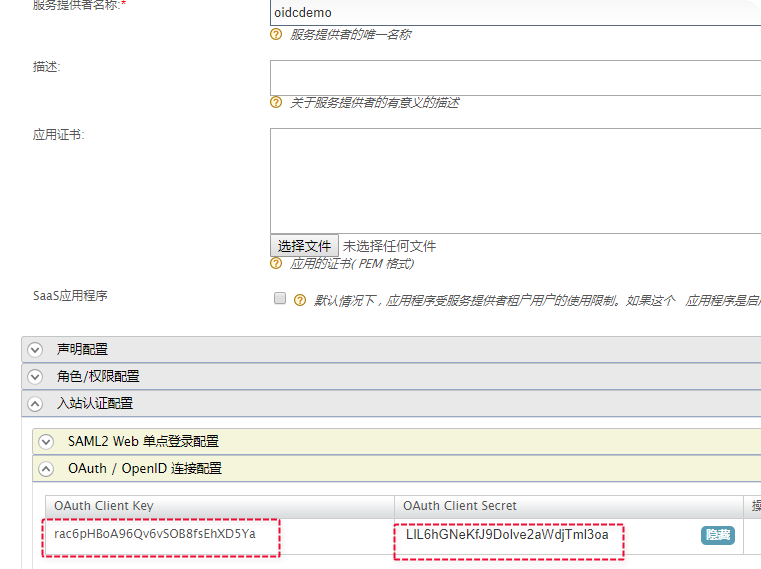 服务提供者名称:*
oidcdemo
服务提供者的唯一名称
描述:
关于服务提供者的有意义的描述
应用证书:
选择文件 未选择任何文件
应用的证书( PEM 格式)
SaaS应用程序
默认情况下，应用程序受服务提供者租户用户的使用限制。如果这个 应用程序是启用
声明配置
角色/权限配置
入站认证配置
SAML2 Web 单点登录配置
OAuth / OpenID 连接配置
OAuth Client Key
OAuth Client Secret
rac6pHBoA96Qv6vSOB8fsEhXD5Ya
LlL6hGNeKfJ9Dolve2aWdjTmI3oa
隐藏